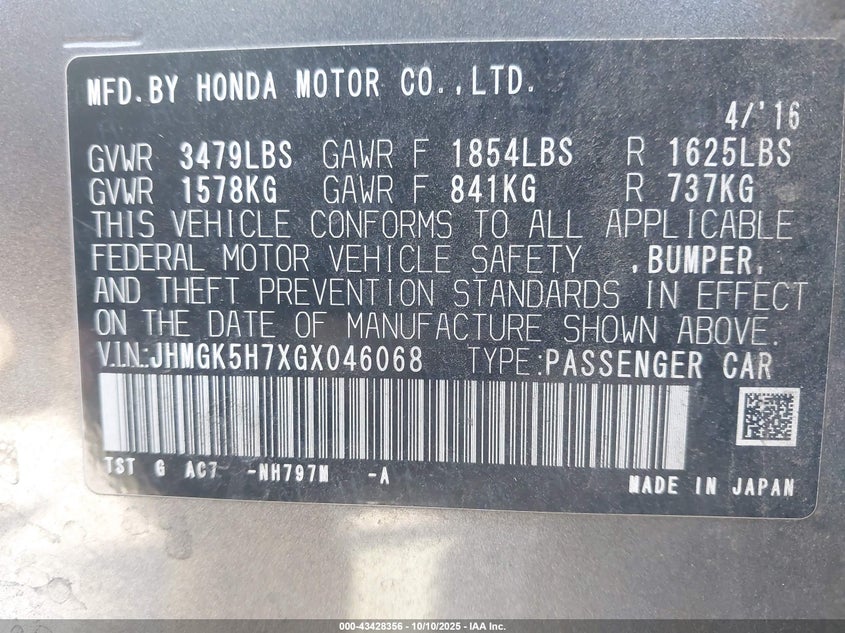 MFD.BY HONDA MOTOR CO.,LTD.
4/'16
GVWR 3479LBS GAWR F 1854LBS R 1625LBS
GVWR 1578KG GAWR F 841KG R 737KG
THIS VEHICLE CONFORMS TO ALL APPLICABLE
FEDERAL MOTOR VEHICLE SAFETY ,BUMPER,
AND THEFT PREVENTION STANDARDS IN EFFECT
ON THE DATE OF MANUFACTURE SHOWN ABOVE.
V.I.N.:JHMGK5H7XGX046068 TYPE:PASSENGER CAR
TST G AC7 -NH797M -A
MADE IN JAPAN
000-43428356 | 10/10/2025 - IAA Inc.